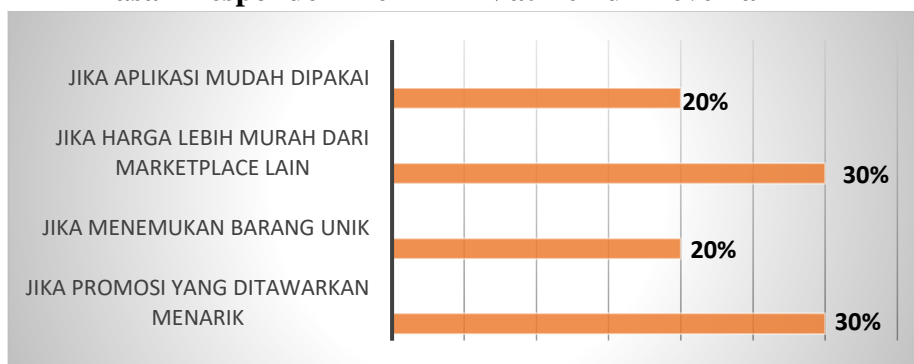 JIKA APLIKASI MUDAH DIPAKAI
20%
JIKA HARGA LEBIH MURAH DARI
MARKETPLACE LAIN
30%
JIKA MENEMUKAN BARANG UNIK
20%
JIKA PROMOSI YANG DITAWARKAN
MENARIK
30%